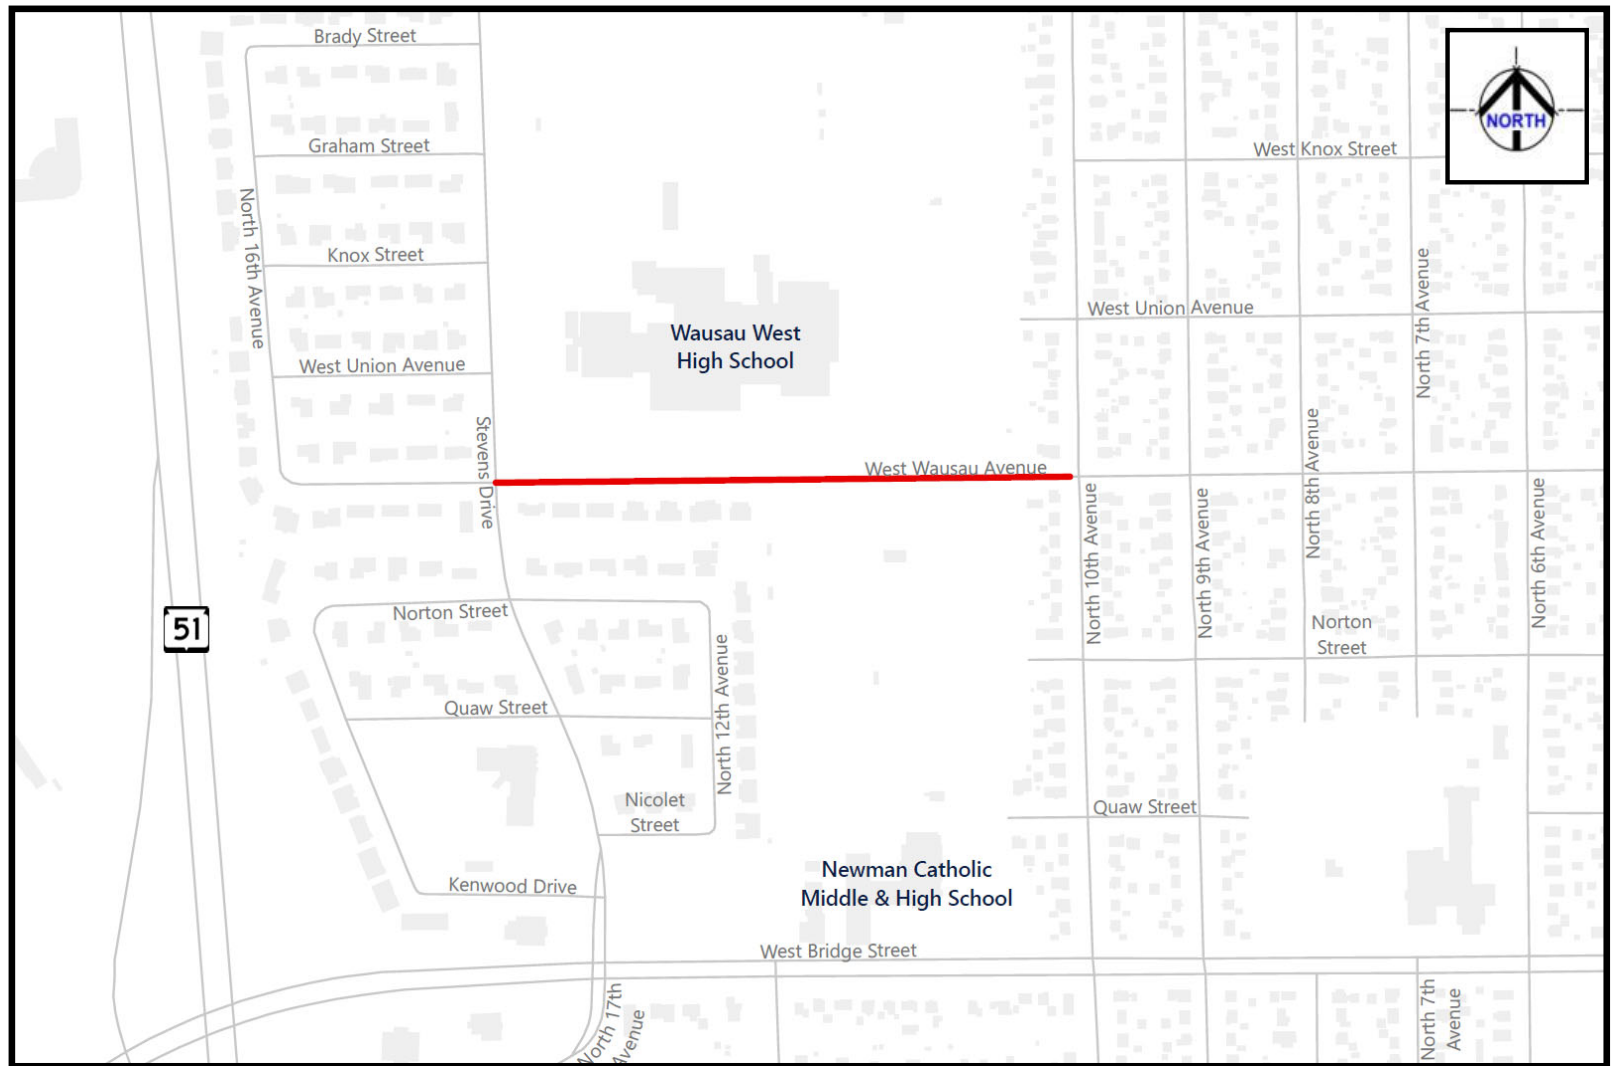 Brady Street
NORTH
Graham Street
West Knox Street
North 16th Avenue
Knox Street
North 7th Avenue
West Union Avenue
Wausau West
High School
West Union Avenue
Stevens Drive
West Wausau Avenue
North 8th Avenue
North 10th Avenue
North 9th Avenue
North 6th Avenue
51
Norton Street
Norton
Street
North 12th Avenue
Quaw Street
Nicolet
Street
Quaw Street
Newman Catholic
Middle & High School
Kenwood Drive
West Bridge Street
North 17th
Avenue
North 7th
Avenue